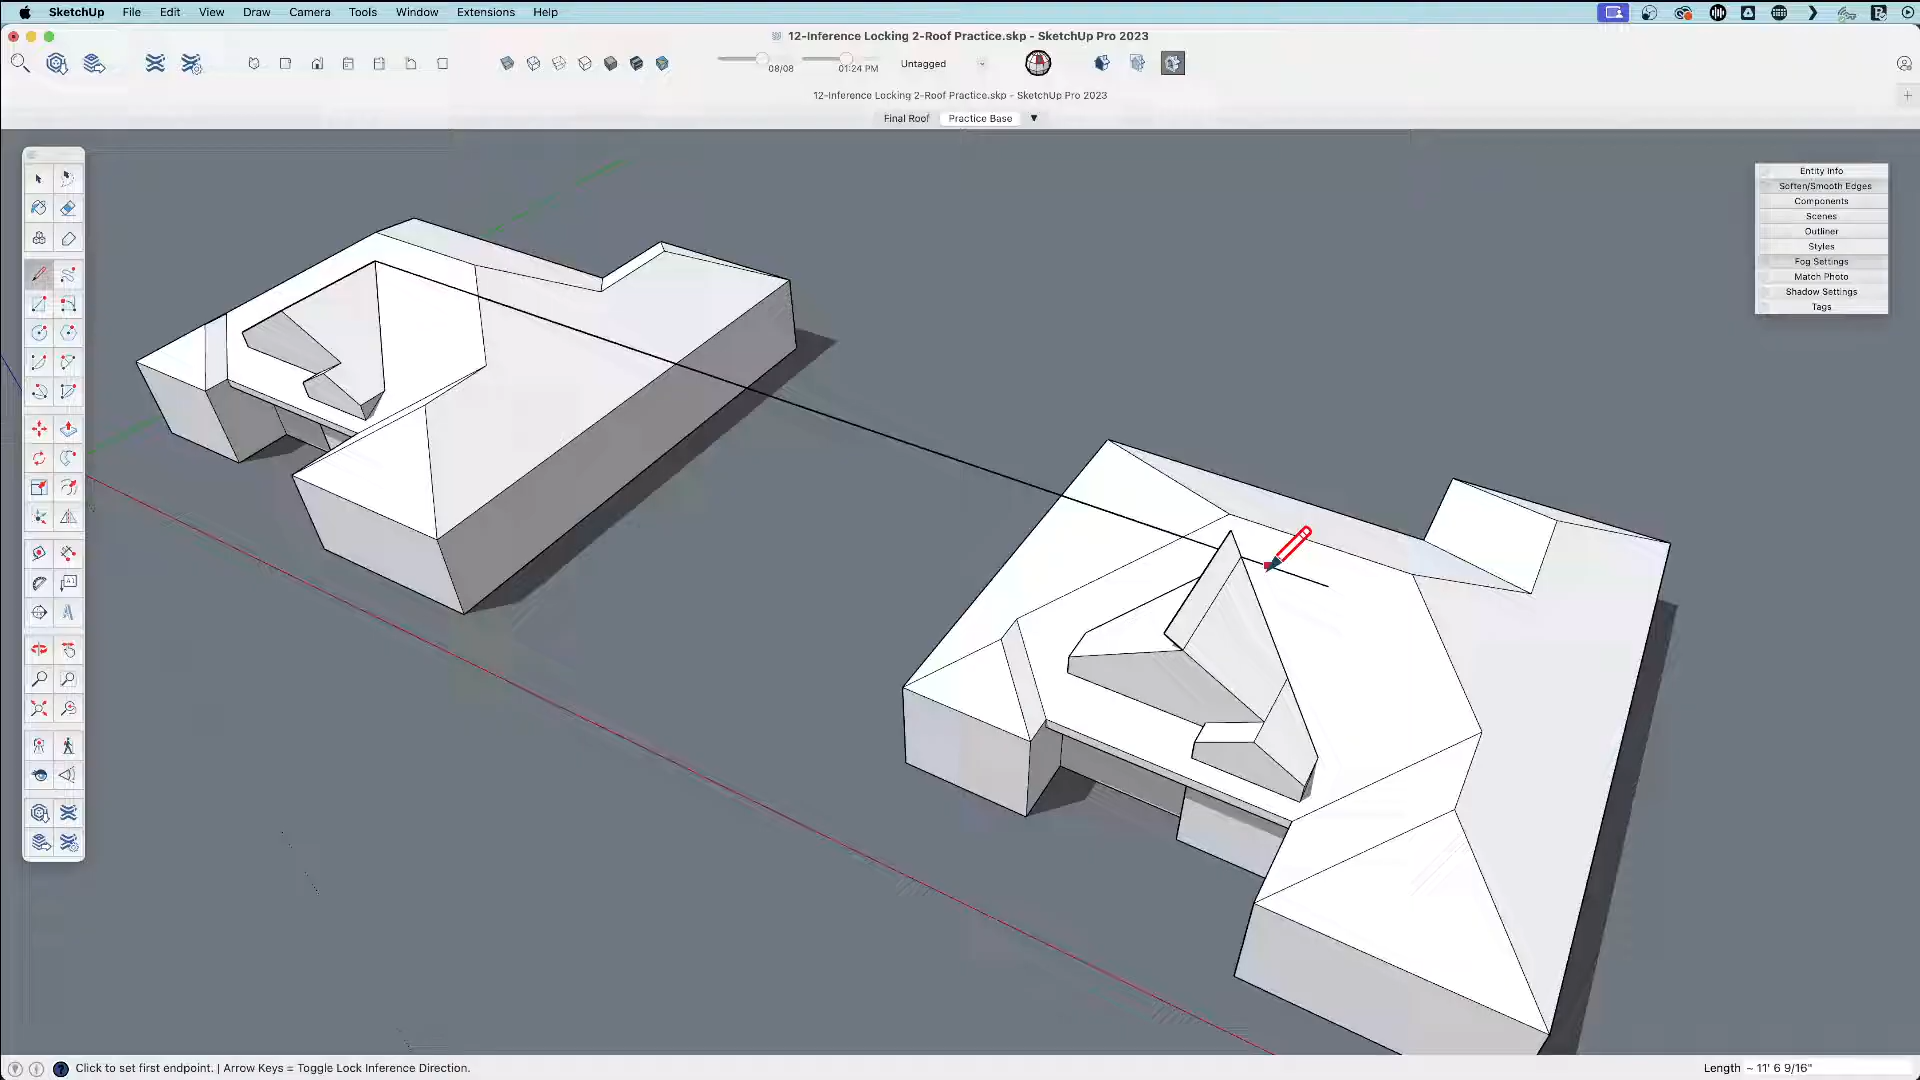 SketchUp File Edit View Draw Camera Tools Window Extensions Help
12-Inference Locking 2-Roof Practice.skp - SketchUp Pro 2023
08/08 01:24 PM Untagged
12-Inference Locking 2-Roof Practice.skp - SketchUp Pro 2023
Final Roof Practice Base
Entity Info
Soften/Smooth Edges
Components
Scenes
Outliner
Styles
Fog Settings
Match Photo
Shadow Settings
Tags
Click to set first endpoint. | Arrow Keys = Toggle Lock Inference Direction.
Length ~ 11' 6 9/16"